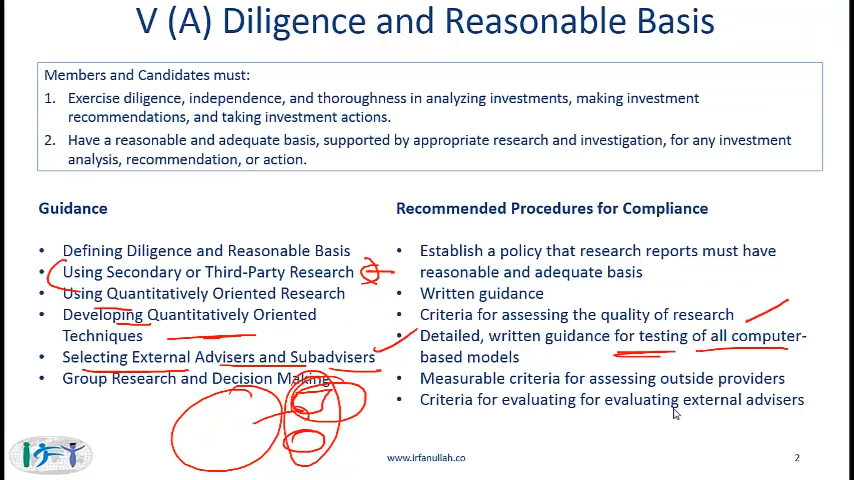 V (A) Diligence and Reasonable Basis
Members and Candidates must:
1. Exercise diligence, independence, and thoroughness in analyzing investments, making investment
recommendations, and taking investment actions.
2. Have a reasonable and adequate basis, supported by appropriate research and investigation, for any investment
analysis, recommendation, or action.
Guidance
• Defining Diligence and Reasonable Basis
• Using Secondary or Third-Party Research
• Using Quantitatively Oriented Research
• Developing Quantitatively Oriented
Techniques
• Selecting External Advisers and Subadvisers
• Group Research and Decision Making
Recommended Procedures for Compliance
• Establish a policy that research reports must have
reasonable and adequate basis
• Written guidance
• Criteria for assessing the quality of research
• Detailed, written guidance for testing of all computer-
based models
• Measurable criteria for assessing outside providers
• Criteria for evaluating for evaluating external advisers
IFT
www.irfanullah.co
2